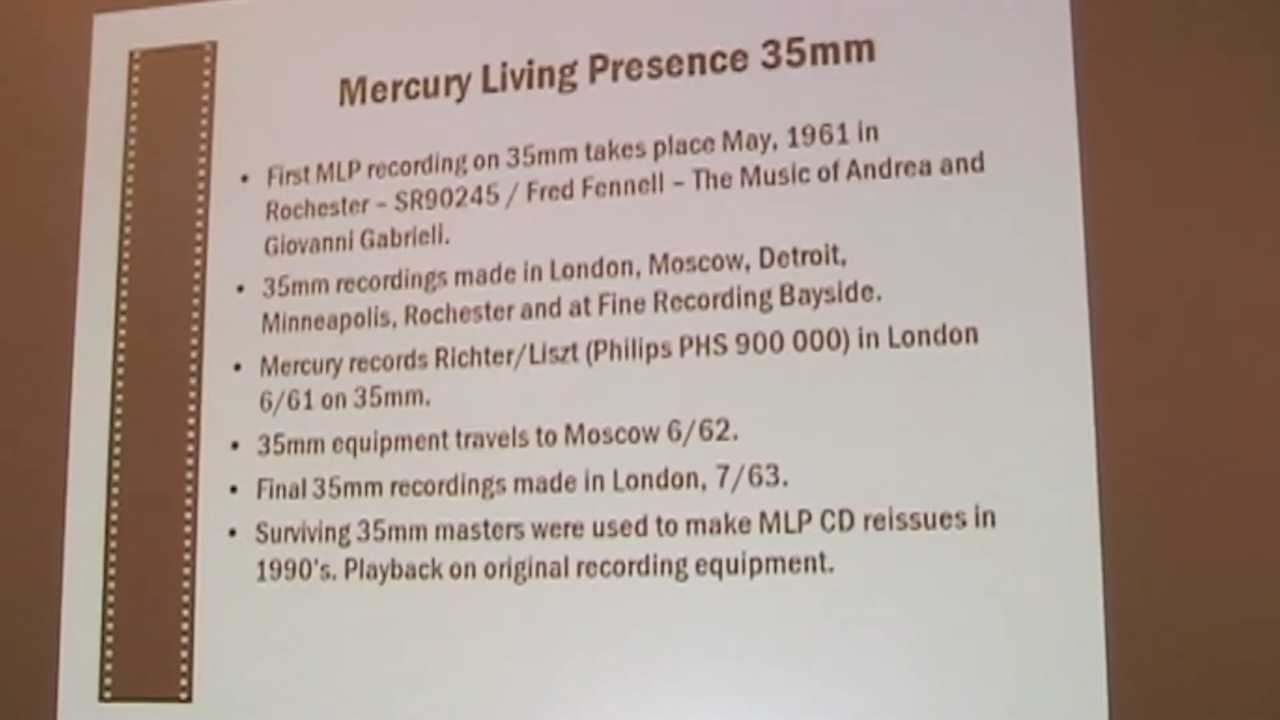 Mercury Living Presence 35mm
• First MLP recording on 35mm takes place May, 1961 in
Rochester – SR90245 / Fred Fennell – The Music of Andrea and
Giovanni Gabrieli.
• 35mm recordings made in London, Moscow, Detroit,
Minneapolis, Rochester and at Fine Recording Bayside.
• Mercury records Richter/Liszt (Philips PHS 900 000) in London
6/61 on 35mm.
• 35mm equipment travels to Moscow 6/62.
• Final 35mm recordings made in London, 7/63.
• Surviving 35mm masters were used to make MLP CD reissues in
1990's. Playback on original recording equipment.